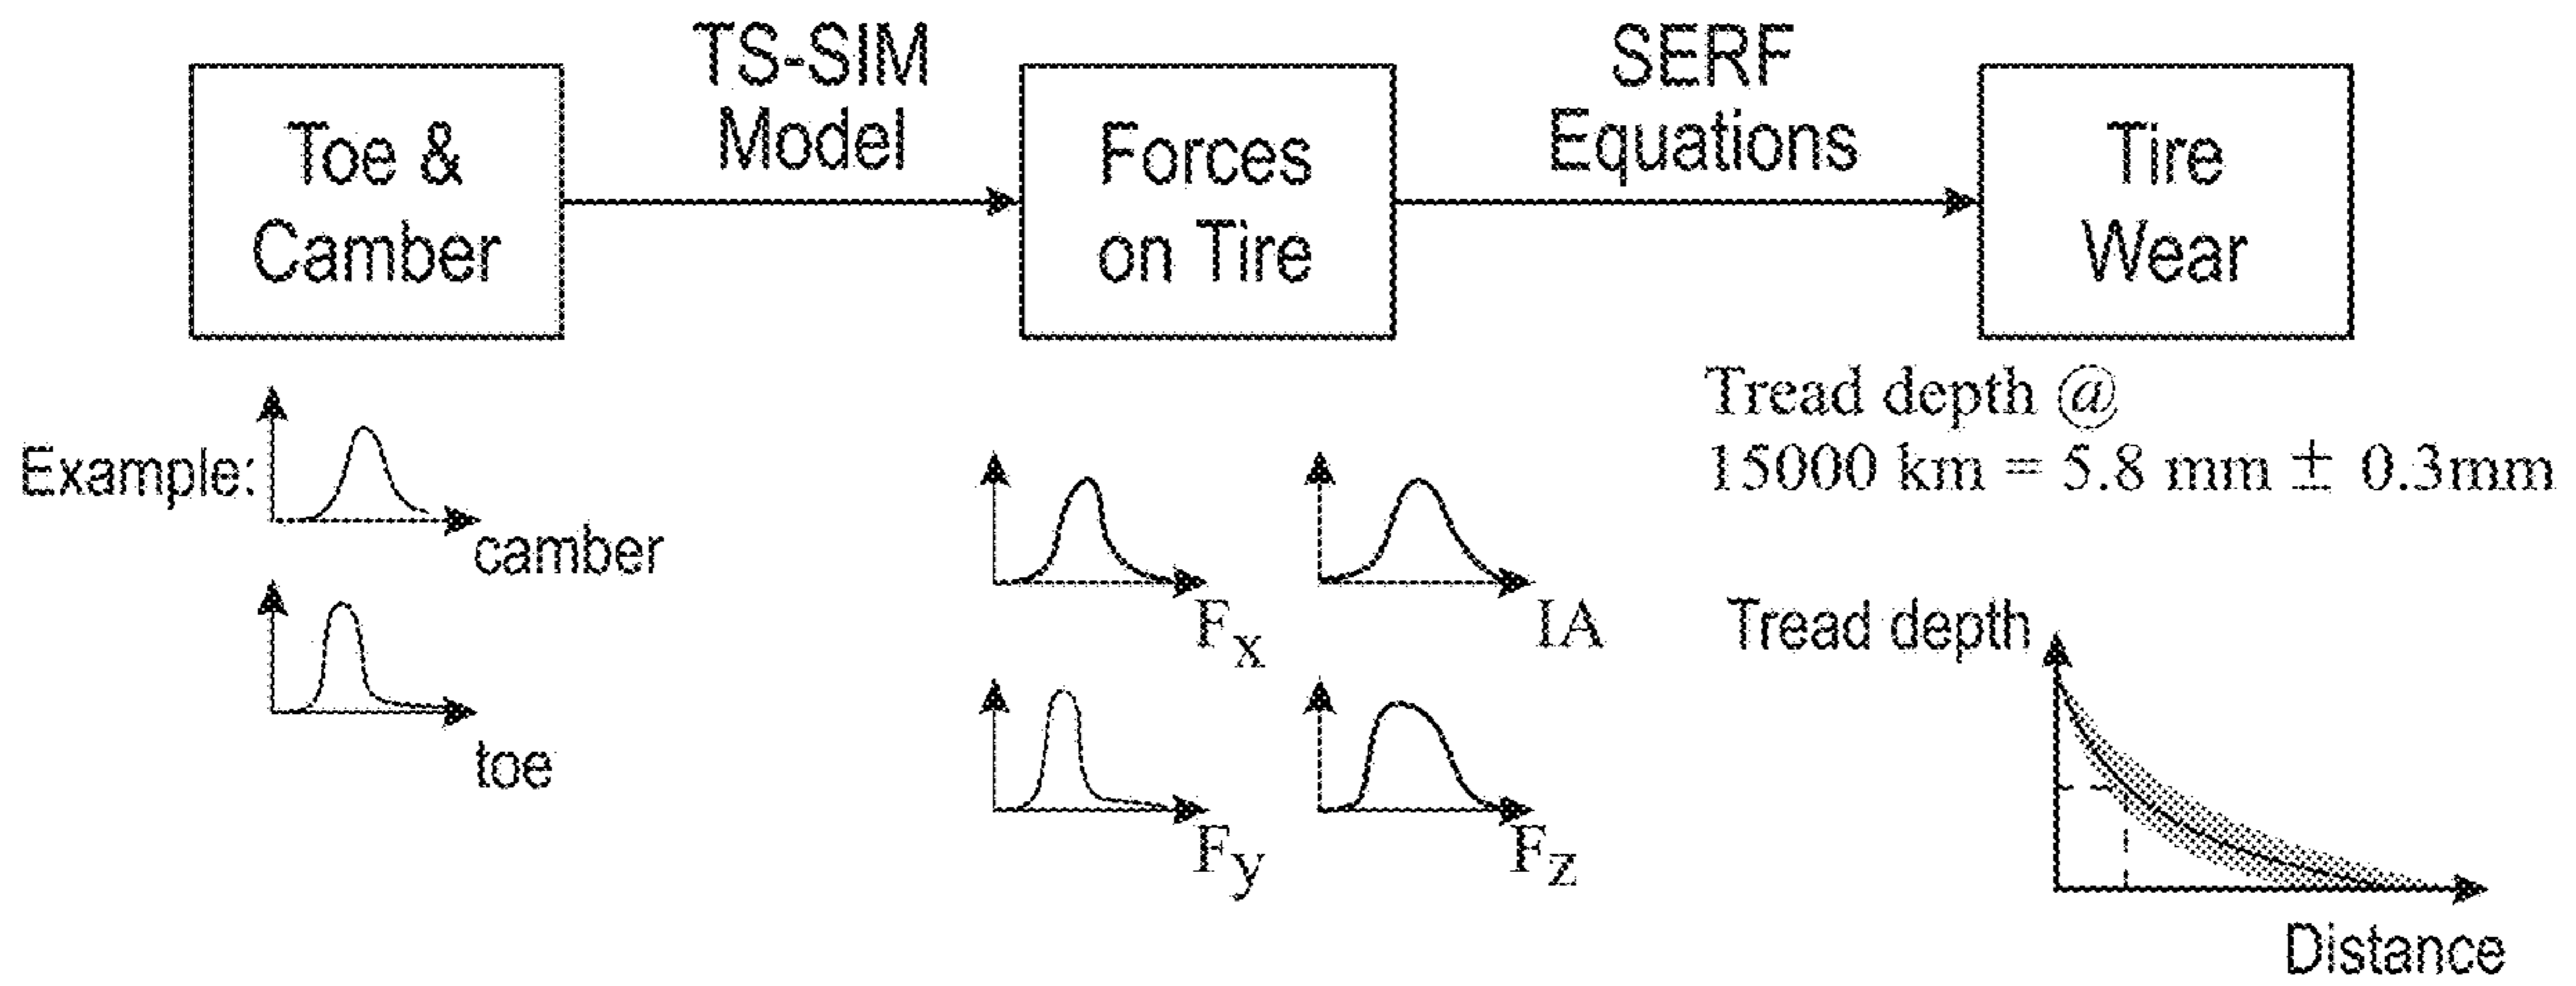 TS-SIM
Model
SERF
Equations
Toe &
Camber
Forces
on Tire
Tire
Wear
Example:
camber
toe
Fx
IA
Fy
Fz
Tread depth @
15000 km = 5.8 mm ± 0.3mm
Tread depth
Distance